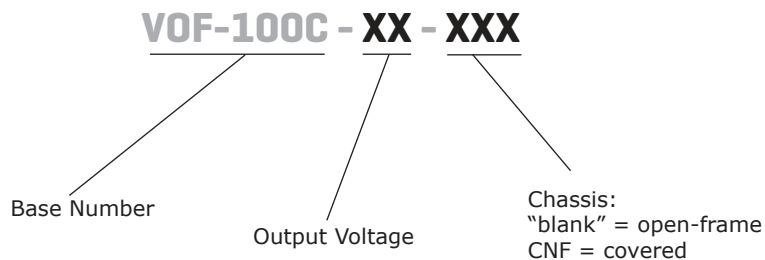 VOF-100C - XX - XXX
Base Number
Output Voltage
Chassis:
“blank” = open-frame
CNF = covered